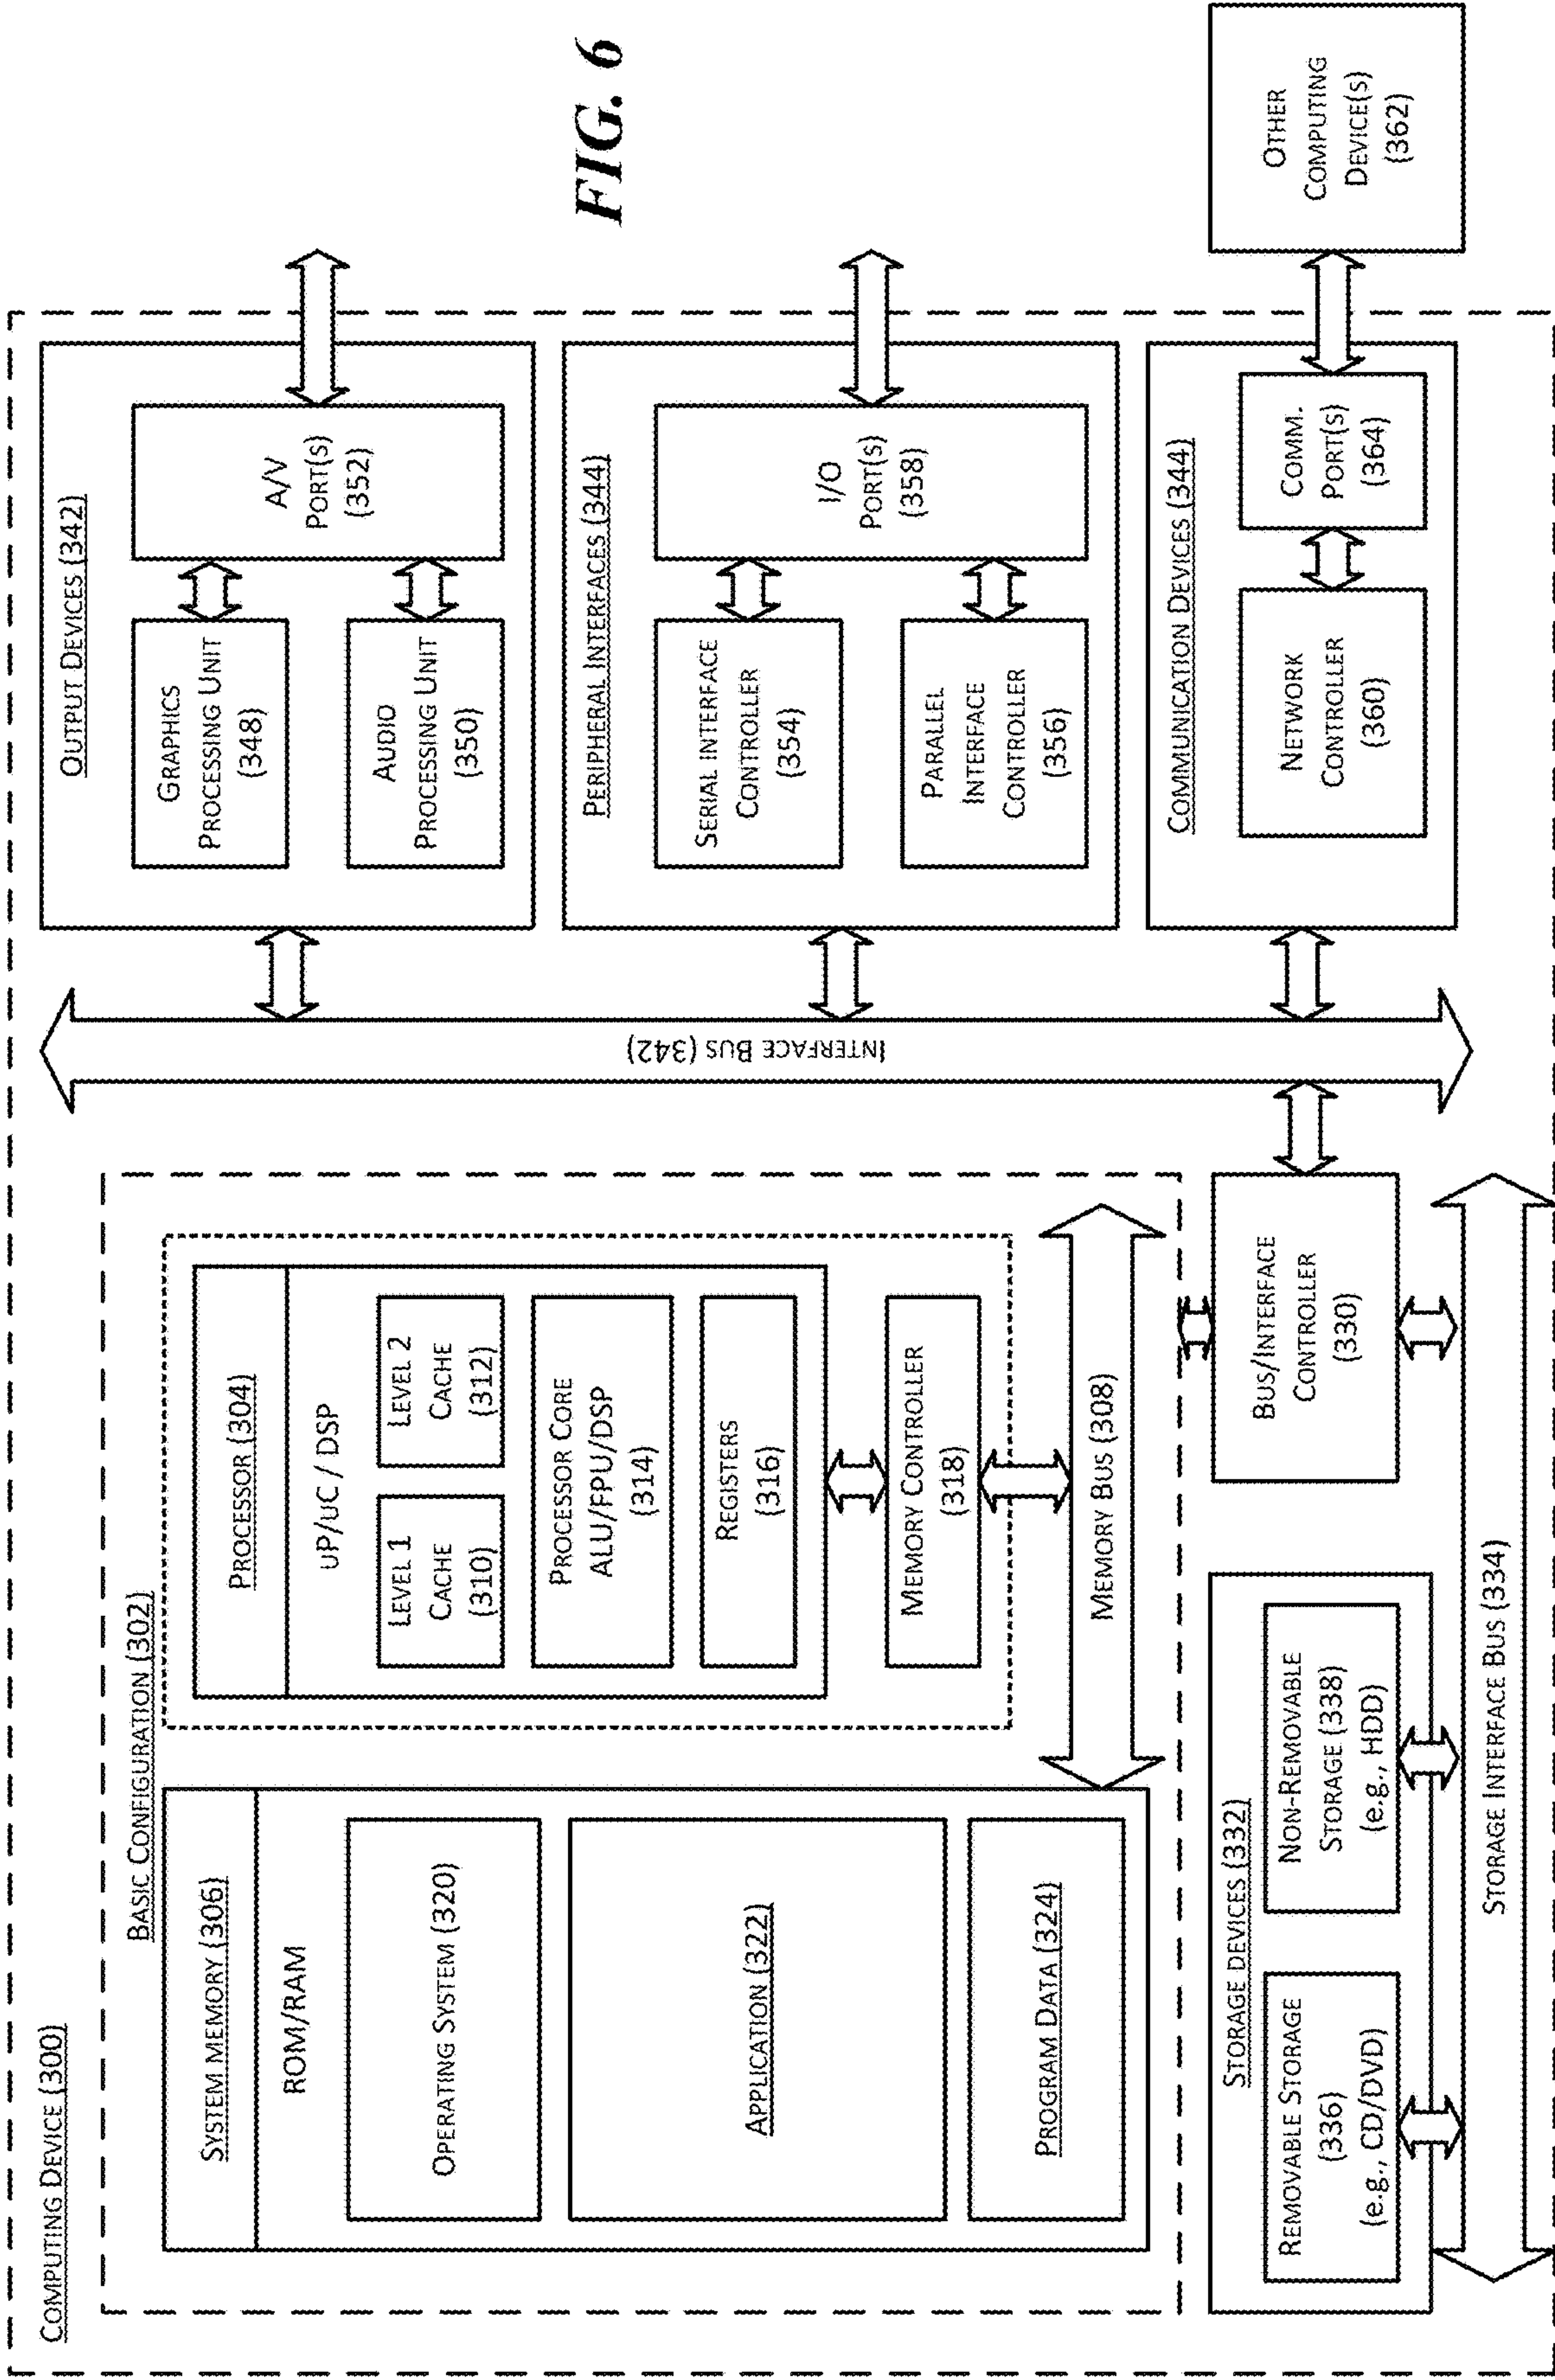 COMPUTING DEVICE (300)
BASIC CONFIGURATION (302)
SYSTEM MEMORY (306)
ROM/RAM
OPERATING SYSTEM (320)
APPLICATION (322)
PROGRAM DATA (324)
PROCESSOR (304)
uP/uC / DSP
LEVEL 1
CACHE
(310)
LEVEL 2
CACHE
(312)
PROCESSOR CORE
ALU/FPU/DSP
(314)
REGISTERS
(316)
MEMORY CONTROLLER
(318)
MEMORY BUS (308)
STORAGE DEVICES (332)
REMOVABLE STORAGE
(336)
(e.g., CD/DVD)
NON-REMOVABLE
STORAGE (338)
(e.g., HDD)
BUS/INTERFACE
CONTROLLER
(330)
STORAGE INTERFACE BUS (334)
INTERFACE BUS (342)
OUTPUT DEVICES (342)
GRAPHICS
PROCESSING UNIT
(348)
AUDIO
PROCESSING UNIT
(350)
A/V
PORT(S)
(352)
PERIPHERAL INTERFACES (344)
SERIAL INTERFACE
CONTROLLER
(354)
PARALLEL
INTERFACE
CONTROLLER
(356)
I/O
PORT(S)
(358)
COMMUNICATION DEVICES (344)
NETWORK
CONTROLLER
(360)
COMM.
PORT(S)
(364)
OTHER
COMPUTING
DEVICE(S)
(362)
FIG. 6